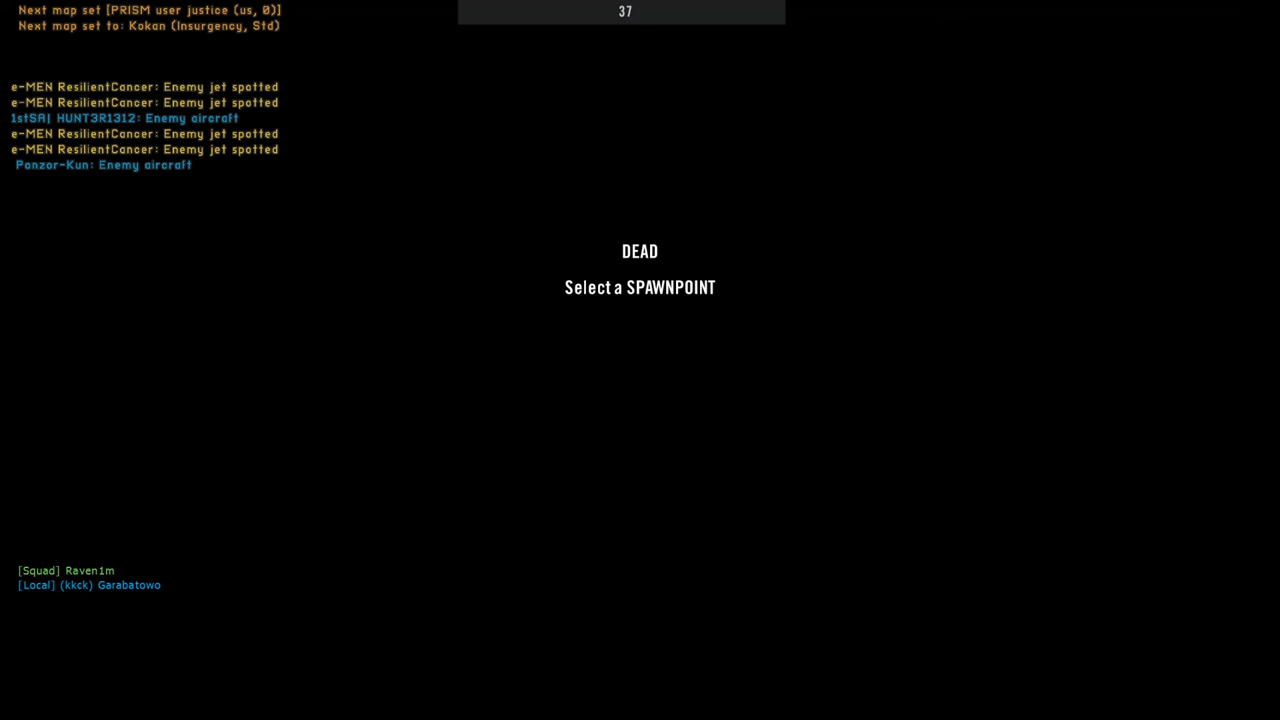 Next map set [PRISM user justice (us, 0)]
Next map set to: Kokan (Insurgency, Std)
37
e-MEN ResilientCancer: Enemy jet spotted
e-MEN ResilientCancer: Enemy jet spotted
1stSA| HUNT3R1312: Enemy aircraft
e-MEN ResilientCancer: Enemy jet spotted
e-MEN ResilientCancer: Enemy jet spotted
Panzor-Kun: Enemy aircraft
DEAD
Select a SPAWNPOINT
[Squad] Raven1m
[Local] (kkck) Garabatowo